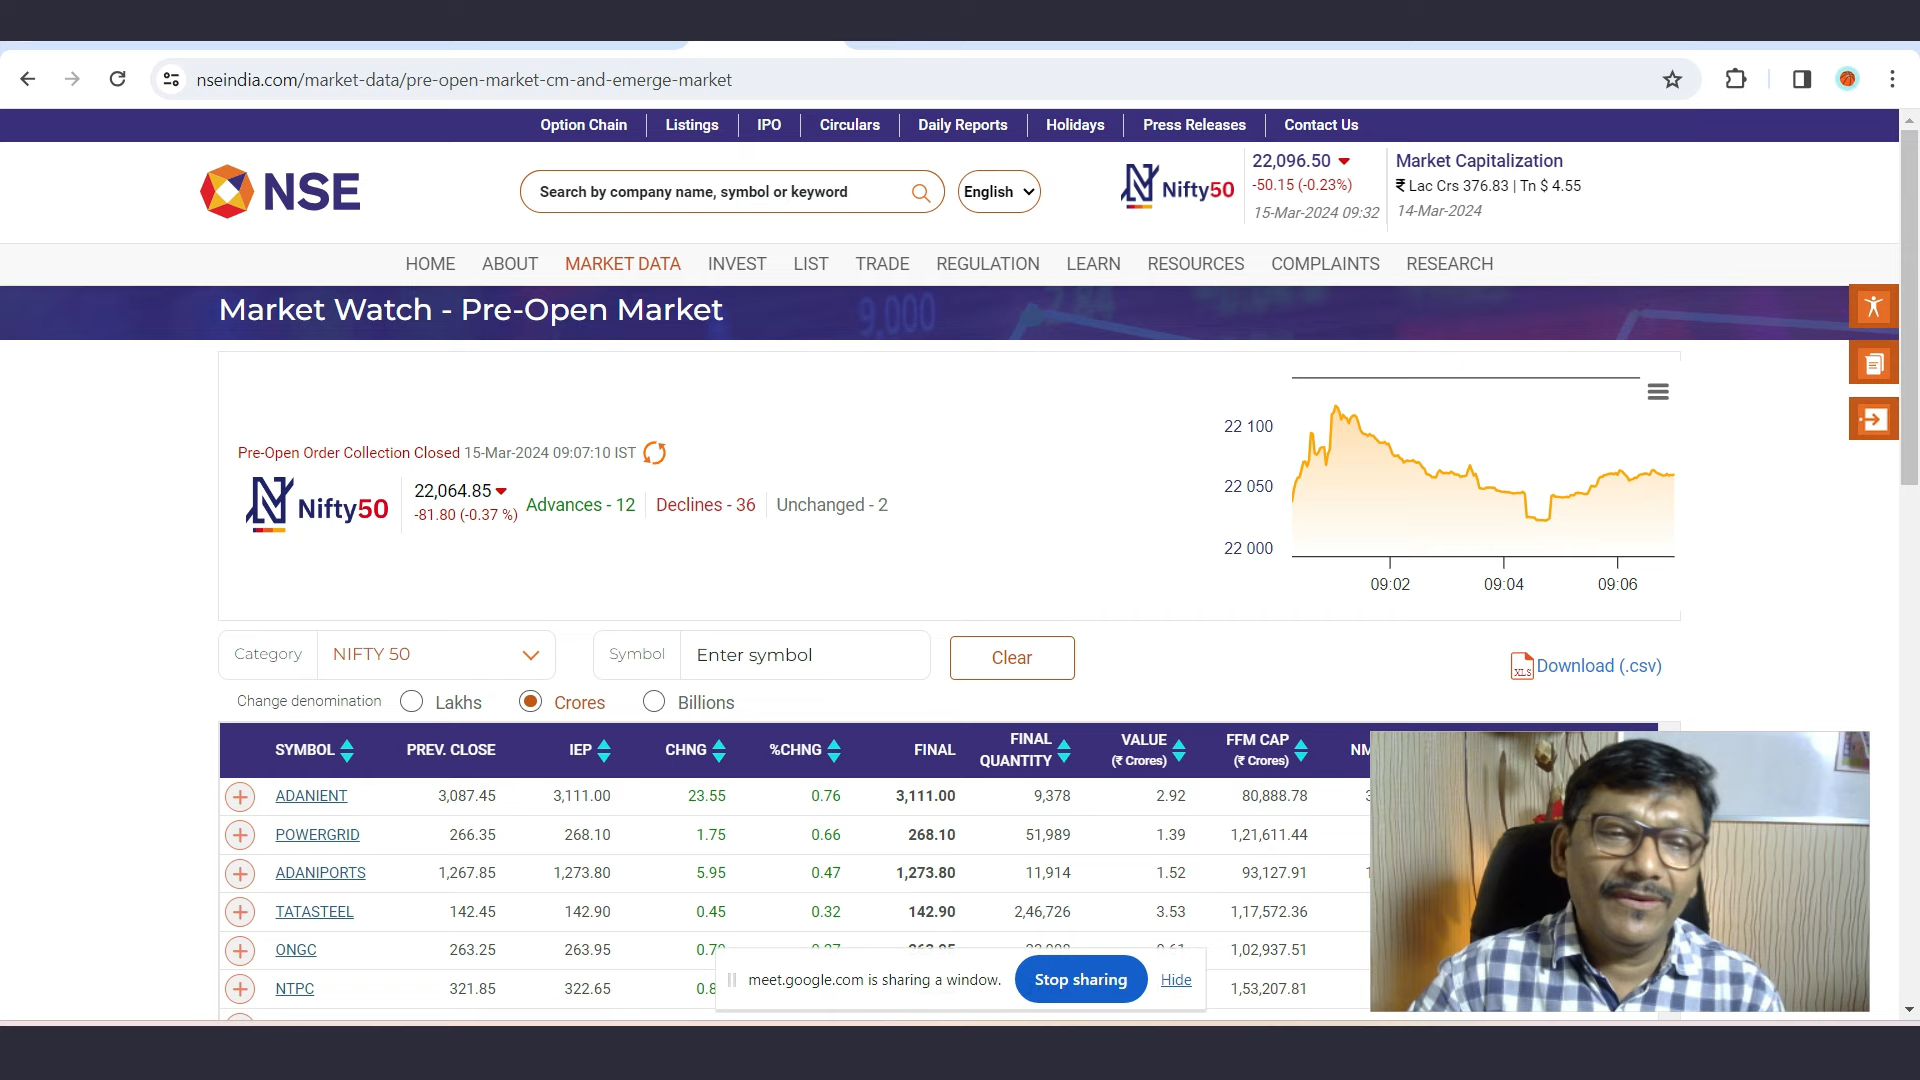 nseindia.com/market-data/pre-open-market-cm-and-emerge-market
Option Chain Listings IPO Circulars Daily Reports Holidays Press Releases Contact Us
NSE
Search by company name, symbol or keyword
English
Nifty50
22,096.50
-50.15 (-0.23%)
15-Mar-2024 09:32
Market Capitalization
₹ Lac Crs 376.83 | Tn $ 4.55
14-Mar-2024
HOME ABOUT MARKET DATA INVEST LIST TRADE REGULATION LEARN RESOURCES COMPLAINTS RESEARCH
Market Watch - Pre-Open Market
9,000
Pre-Open Order Collection Closed 15-Mar-2024 09:07:10 IST
Nifty50
22,064.85
-81.80 (-0.37 %)
Advances - 12 Declines - 36 Unchanged - 2
22 100
22 050
22 000
09:02 09:04 09:06
Category NIFTY 50 Symbol Enter symbol Clear
XLS Download (.csv)
Change denomination Lakhs Crores Billions
SYMBOL PREV. CLOSE IEP CHNG %CHNG FINAL FINAL QUANTITY VALUE (₹ Crores) FFM CAP (₹ Crores)
ADANIENT 3,087.45 3,111.00 23.55 0.76 3,111.00 9,378 2.92 80,888.78
POWERGRID 266.35 268.10 1.75 0.66 268.10 51,989 1.39 1,21,611.44
ADANIPORTS 1,267.85 1,273.80 5.95 0.47 1,273.80 11,914 1.52 93,127.91
TATASTEEL 142.45 142.90 0.45 0.32 142.90 2,46,726 3.53 1,17,572.36
ONGC 263.25 263.95 1,02,937.51
NTPC 321.85 322.65 1,53,207.81
meet.google.com is sharing a window. Stop sharing Hide